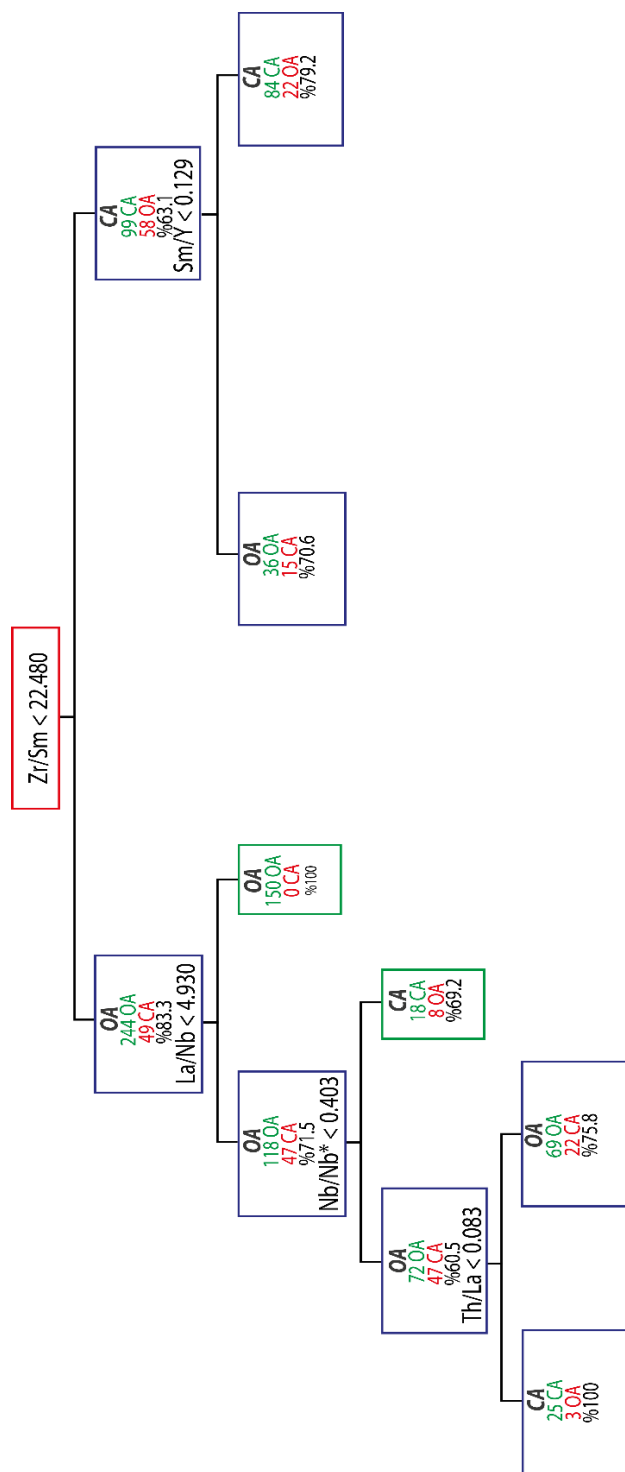 Zr/Sm < 22.480
OA
244 OA
49 CA
%83.3
La/Nb < 4.930
CA
99 CA
58 OA
%63.1
Sm/Y < 0.129
OA
118 OA
47 CA
%71.5
Nb/Nb* < 0.403
OA
150 OA
0 CA
%100
OA
36 OA
15 CA
%70.6
CA
84 CA
22 OA
%79.2
OA
72 OA
47 CA
%60.5
Th/La < 0.083
CA
18 CA
8 OA
%69.2
CA
25 CA
3 OA
%100
OA
69 OA
22 CA
%75.8